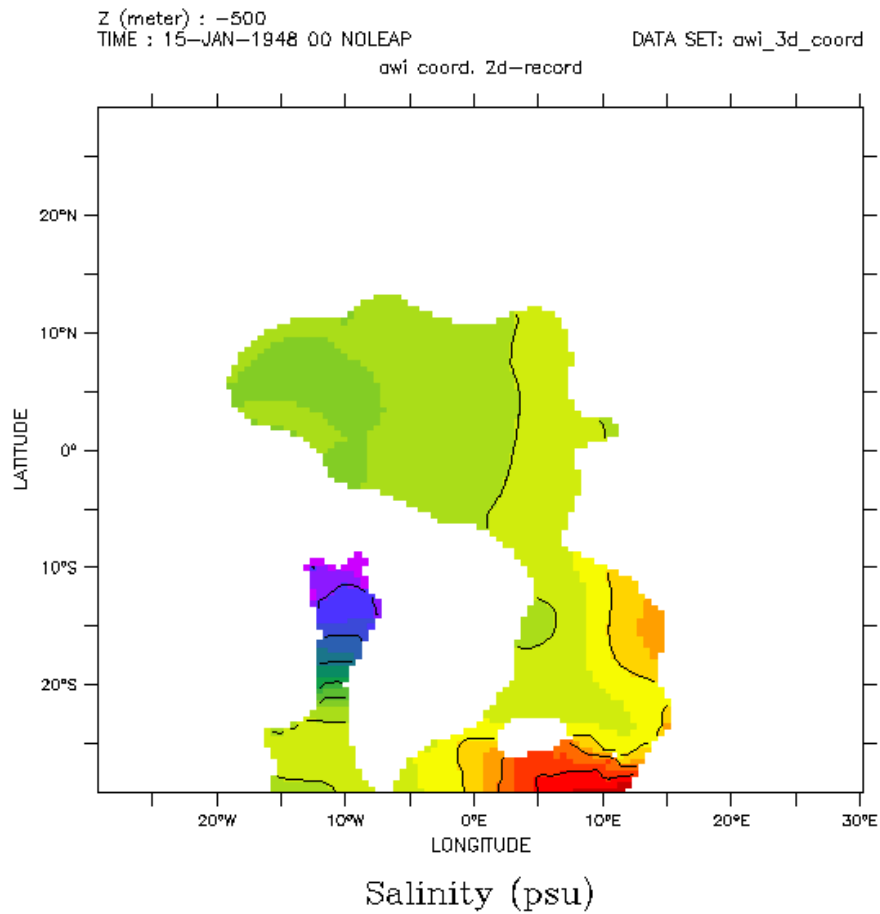 Z (meter) : -500
TIME : 15-JAN-1948 00 NOLEAP
DATA SET: awi_3d_coord
awi coord. 2d-record
20°N
10°N
0°
10°S
20°S
LATITUDE
20°W
10°W
0°E
10°E
20°E
30°E
LONGITUDE
Salinity (psu)